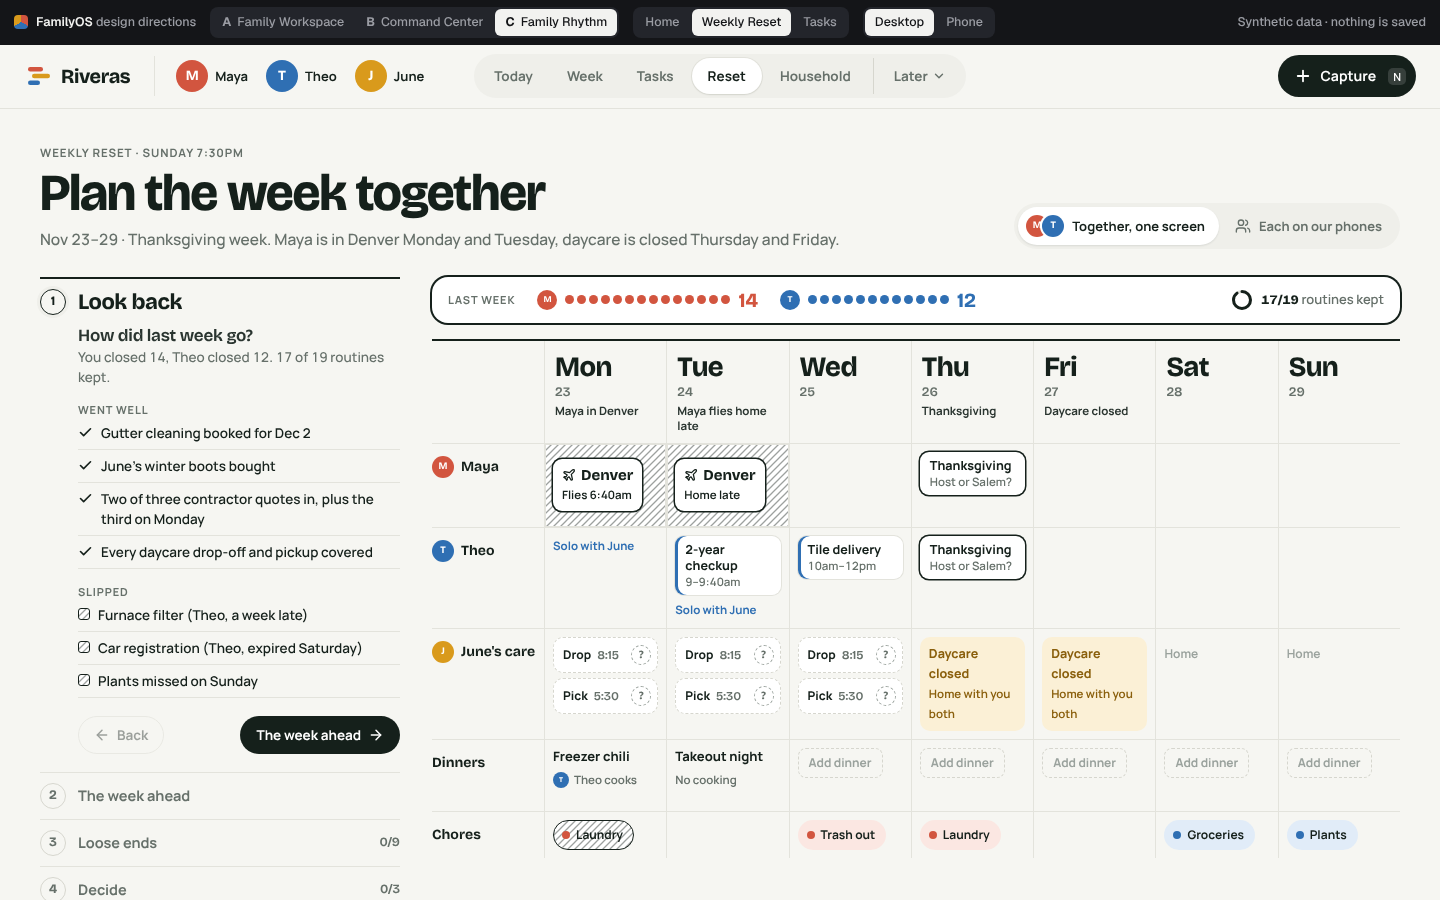 FamilyOS design directions
A Family Workspace
B Command Center
C Family Rhythm
Home
Weekly Reset
Tasks
Desktop
Phone
Synthetic data · nothing is saved
Riveras
M Maya
T Theo
J June
Today
Week
Tasks
Reset
Household
Later
Capture N
WEEKLY RESET · SUNDAY 7:30PM
Plan the week together
Nov 23–29 · Thanksgiving week. Maya is in Denver Monday and Tuesday, daycare is closed Thursday and Friday.
M T Together, one screen
Each on our phones
1 Look back
How did last week go?
You closed 14, Theo closed 12. 17 of 19 routines
kept.
WENT WELL
Gutter cleaning booked for Dec 2
June's winter boots bought
Two of three contractor quotes in, plus the
third on Monday
Every daycare drop-off and pickup covered
SLIPPED
Furnace filter (Theo, a week late)
Car registration (Theo, expired Saturday)
Plants missed on Sunday
Back
The week ahead
2 The week ahead
3 Loose ends 0/9
4 Decide 0/3
LAST WEEK M 14 T 12 17/19 routines kept
Mon Tue Wed Thu Fri Sat Sun
23 24 25 26 27 28 29
Maya in Denver
Maya flies home
late
Thanksgiving
Daycare closed
M Maya
Denver
Flies 6:40am
Denver
Home late
Thanksgiving
Host or Salem?
T Theo
Solo with June
2-year
checkup
9–9:40am
Solo with June
Tile delivery
10am–12pm
Thanksgiving
Host or Salem?
J June's care
Drop 8:15 ?
Pick 5:30 ?
Drop 8:15 ?
Pick 5:30 ?
Drop 8:15 ?
Pick 5:30 ?
Daycare
closed
Home with you
both
Daycare
closed
Home with you
both
Home
Home
Dinners
Freezer chili
T Theo cooks
Takeout night
No cooking
Add dinner
Add dinner
Add dinner
Add dinner
Add dinner
Chores
Laundry
Trash out
Laundry
Groceries
Plants